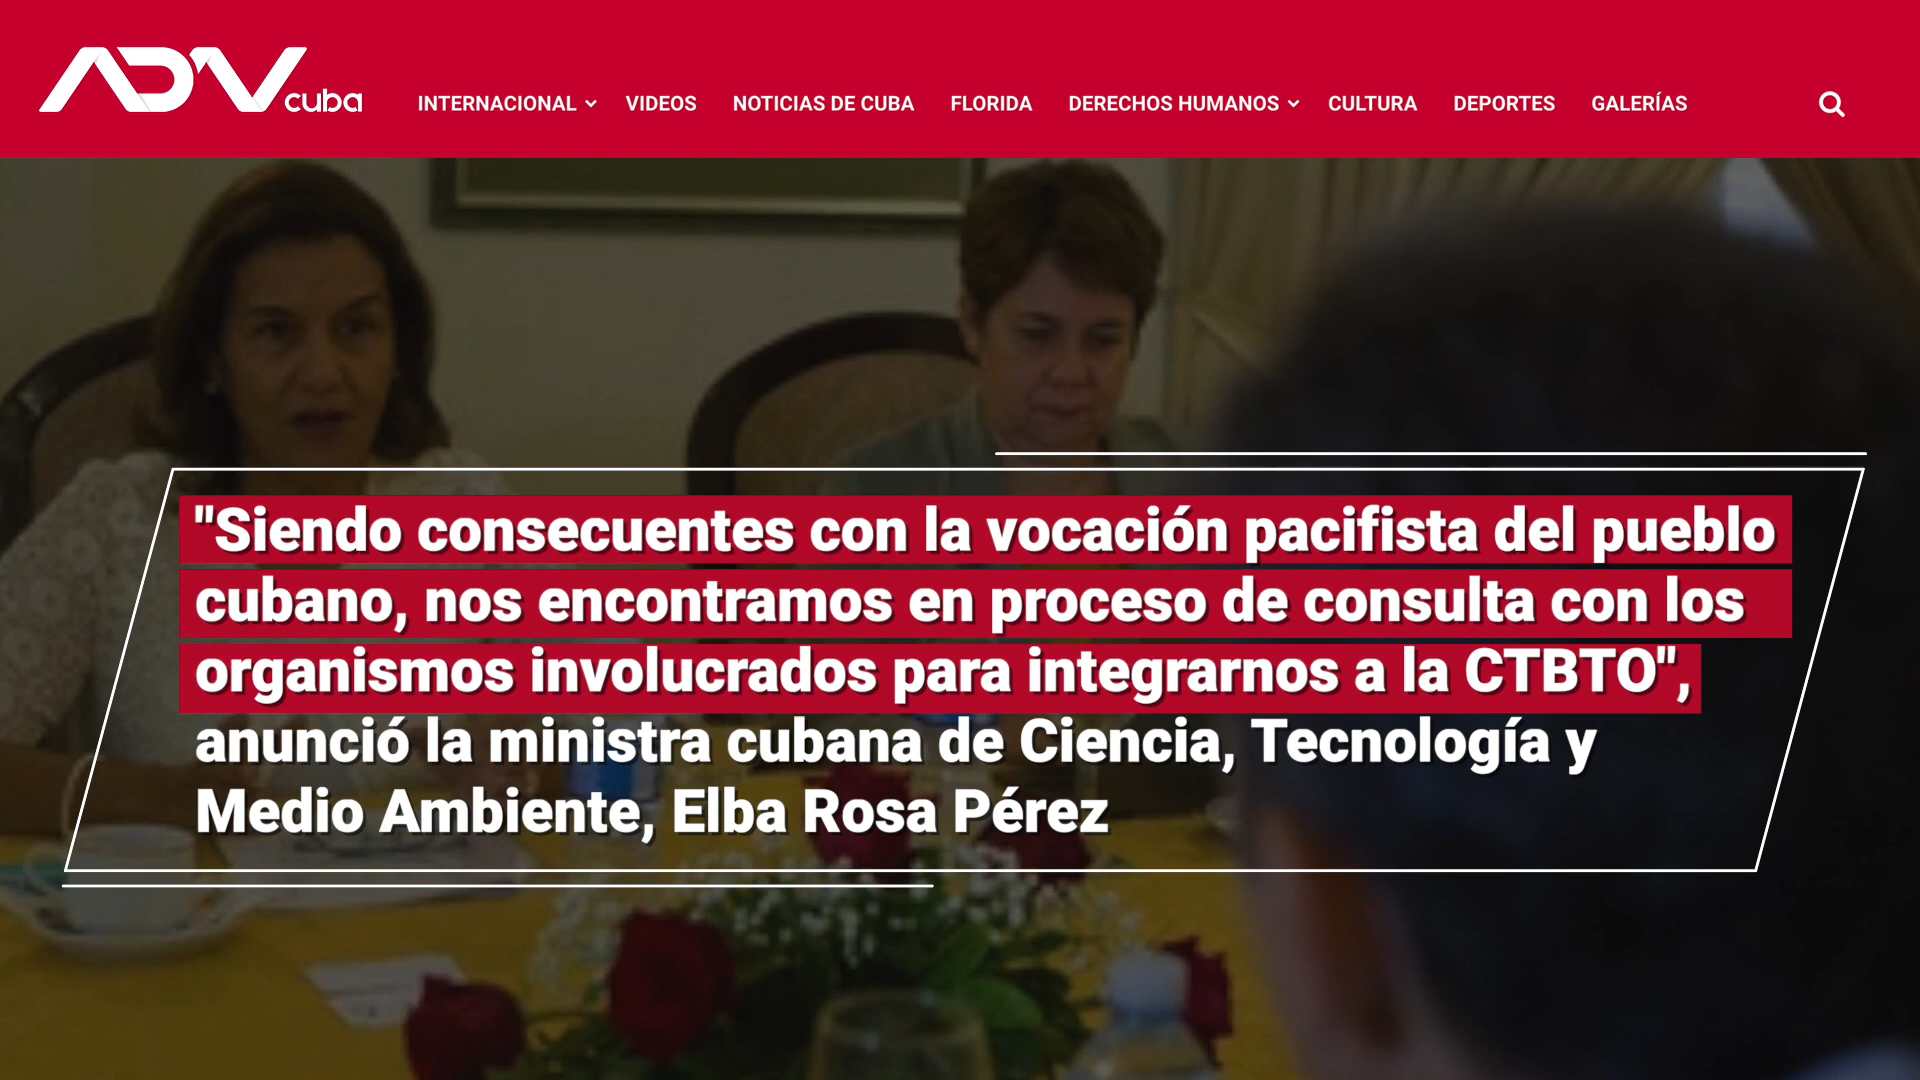 ADN cuba
INTERNACIONAL VIDEOS NOTICIAS DE CUBA FLORIDA DERECHOS HUMANOS CULTURA DEPORTES GALERÍAS
"Siendo consecuentes con la vocación pacifista del pueblo
cubano, nos encontramos en proceso de consulta con los
organismos involucrados para integrarnos a la CTBTO",
anunció la ministra cubana de Ciencia, Tecnología y
Medio Ambiente, Elba Rosa Pérez